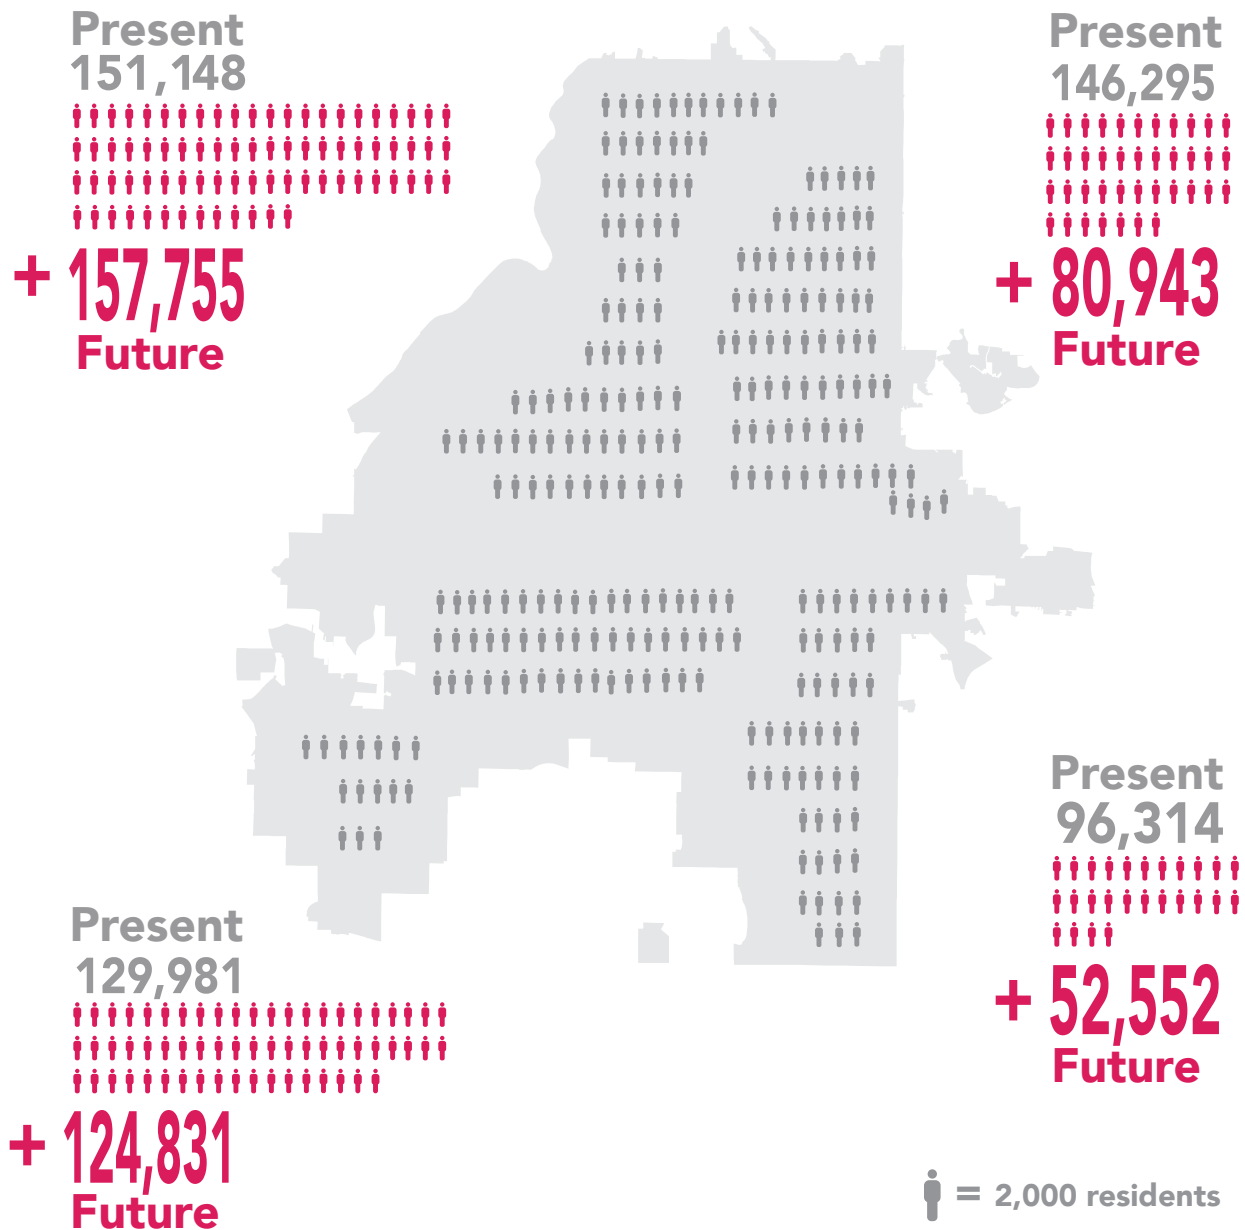 Present
151,148
+ 157,755
Future
Present
146,295
+ 80,943
Future
Present
129,981
+ 124,831
Future
Present
96,314
+ 52,552
Future
= 2,000 residents